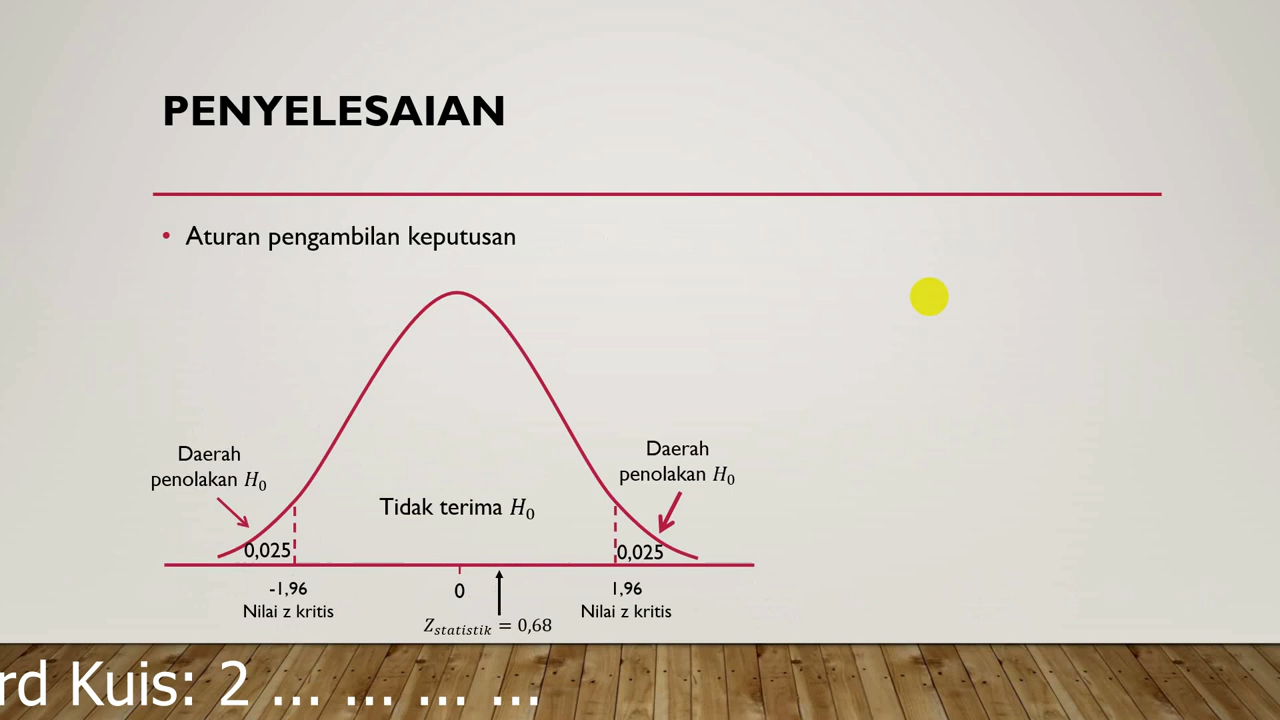 PENYELESAIAN
• Aturan pengambilan keputusan
Daerah
penolakan H₀
Daerah
penolakan H₀
Tidak terima H₀
0,025
0,025
-1,96
Nilai z kritis
0
1,96
Nilai z kritis
Zstatistik = 0,68
rd Kuis: 2 ... ... ... ...